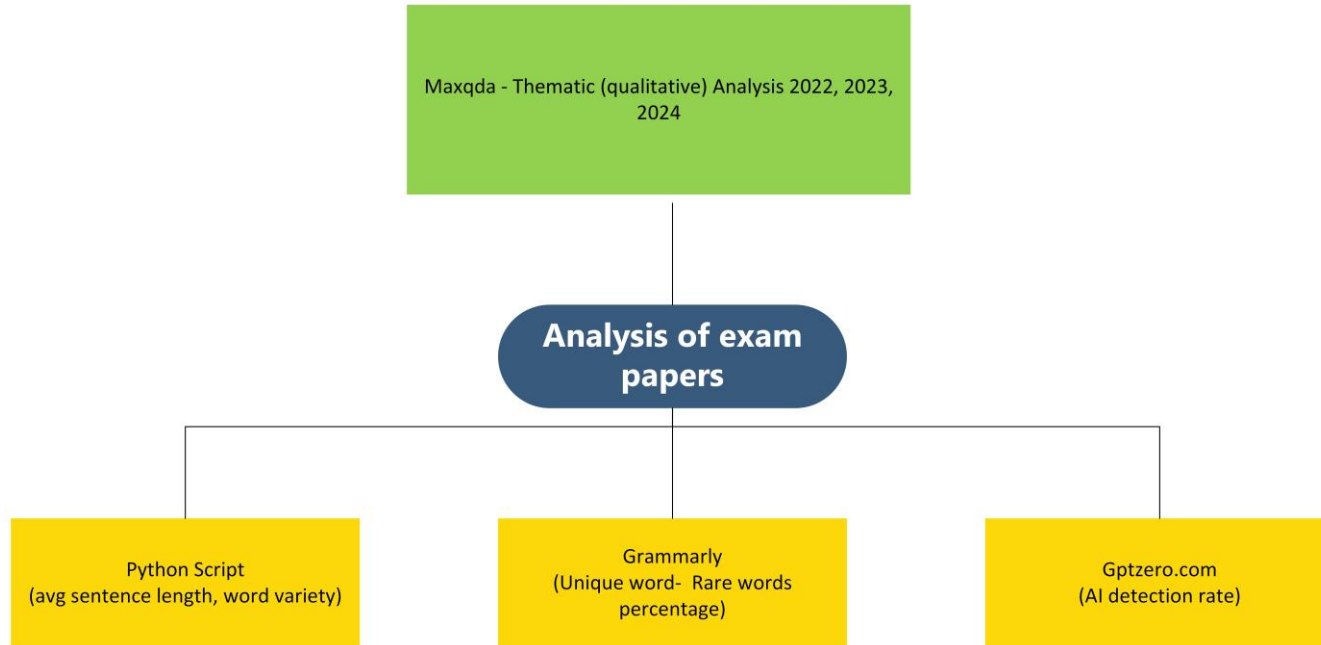 Maxqda - Thematic (qualitative) Analysis 2022, 2023,
2024
Analysis of exam
papers
Python Script
(avg sentence length, word variety)
Grammarly
(Unique word-  Rare words
percentage)
Gptzero.com
(AI detection rate)